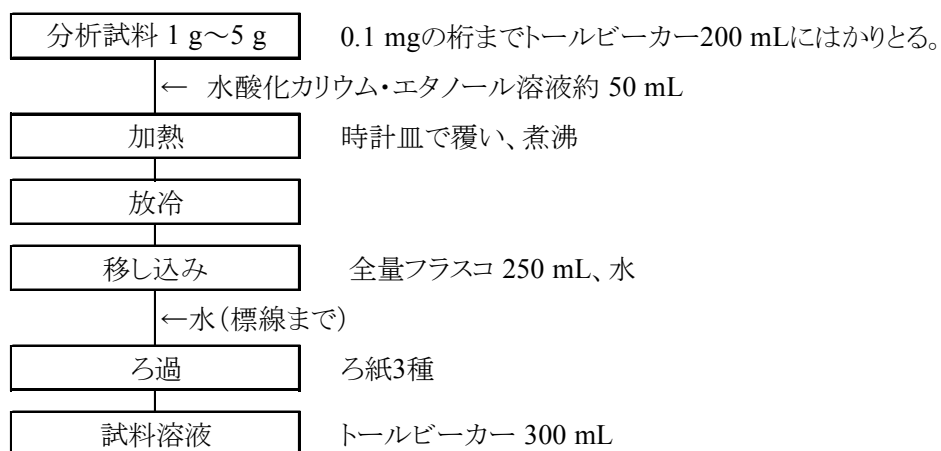 分析試料 1 g～5 g 0.1 mgの桁までトールビーカー200 mLにはかりとる。
← 水酸化カリウム・エタノール溶液約 50 mL
加熱 時計皿で覆い、煮沸
放冷
移し込み 全量フラスコ 250 mL、水
←水（標線まで）
ろ過 ろ紙3種
試料溶液 トールビーカー 300 mL